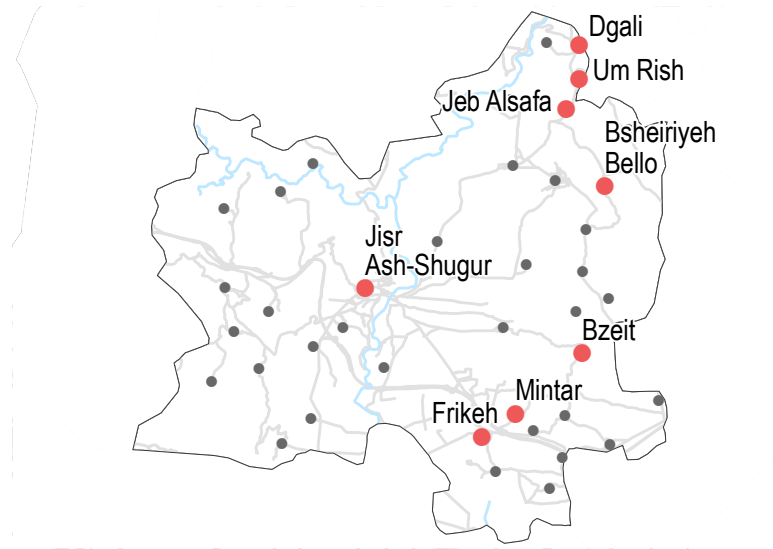 Dgali
Um Rish
Jeb Alsafa
Bsheiriyeh
Bello
Jisr
Ash-Shugur
Bzeit
Mintar
Frikeh